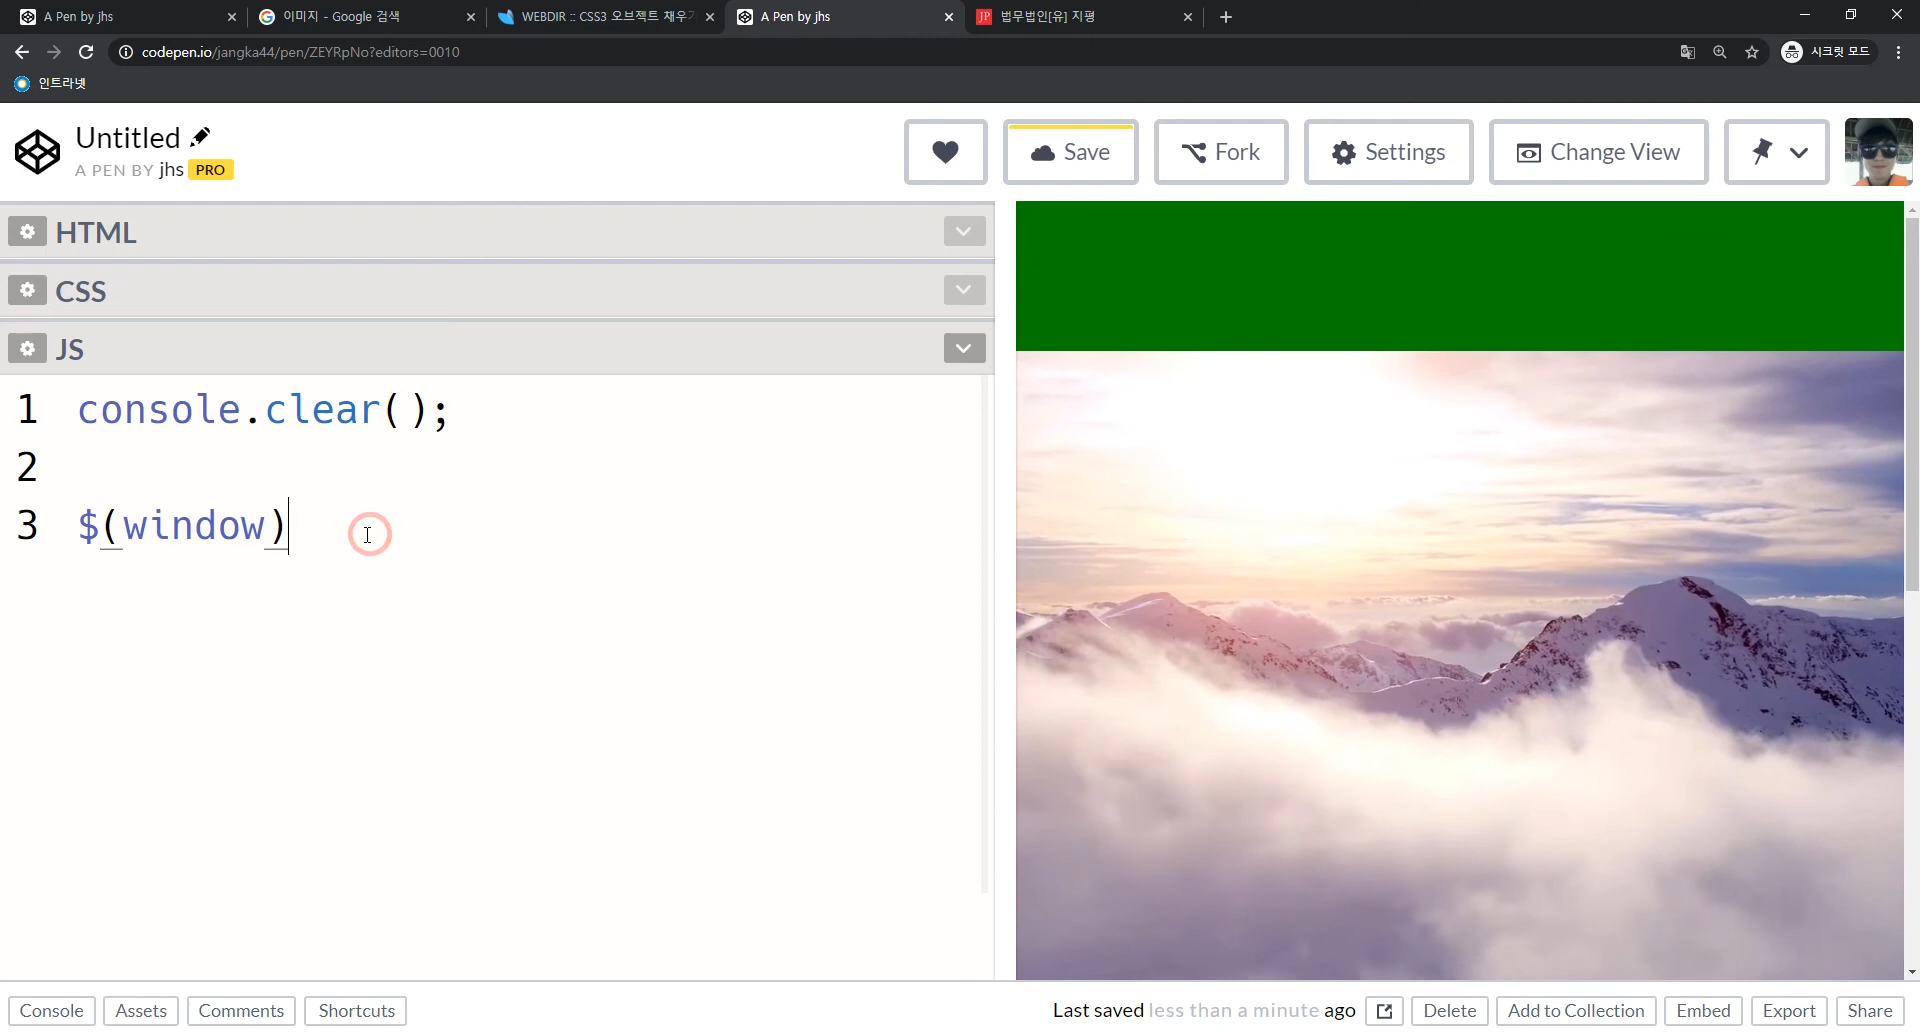 A Pen by jhs
이미지 - Google 검색
WEBDIR :: CSS3 오브젝트 채우기
A Pen by jhs
JP 법무법인[유] 지평
codepen.io/jangka44/pen/ZEYRpNo?editors=0010
시크릿 모드
인트라넷
Untitled
A PEN BY jhs PRO
Save
Fork
Settings
Change View
HTML
CSS
JS
1 console.clear();
2
3 $(window)
Console
Assets
Comments
Shortcuts
Last saved less than a minute ago
Delete
Add to Collection
Embed
Export
Share